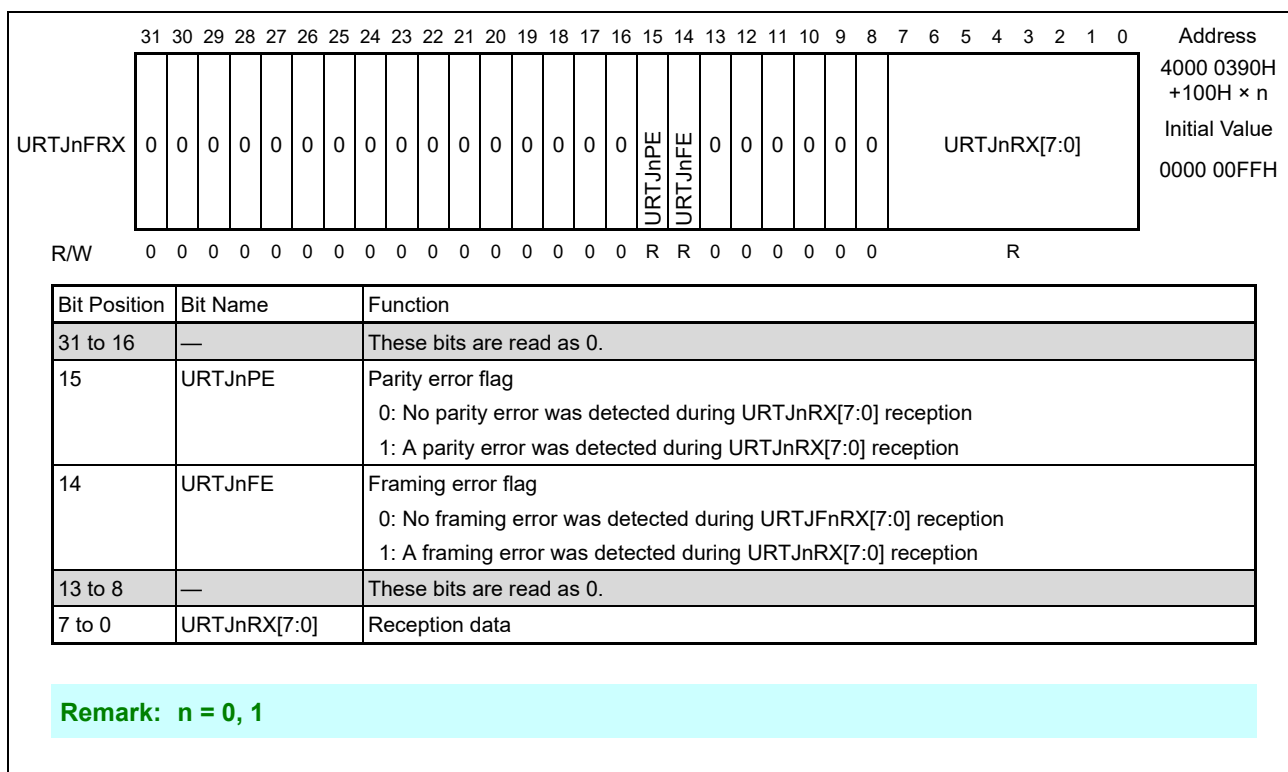 31 30 29 28 27 26 25 24 23 22 21 20 19 18 17 16 15 14 13 12 11 10 9 8 7 6 5 4 3 2 1 0 Address
4000 0390H
+100H × n
URTJnFRX 0 0 0 0 0 0 0 0 0 0 0 0 0 0 0 0 URTJnPE URTJnFE 0 0 0 0 0 0 URTJnRX[7:0] Initial Value
0000 00FFH
R/W 0 0 0 0 0 0 0 0 0 0 0 0 0 0 0 0 R R 0 0 0 0 0 0 R
Bit Position Bit Name Function
31 to 16 — These bits are read as 0.
15 URTJnPE Parity error flag
0: No parity error was detected during URTJnRX[7:0] reception
1: A parity error was detected during URTJnRX[7:0] reception
14 URTJnFE Framing error flag
0: No framing error was detected during URTJFnRX[7:0] reception
1: A framing error was detected during URTJnRX[7:0] reception
13 to 8 — These bits are read as 0.
7 to 0 URTJnRX[7:0] Reception data
Remark: n = 0, 1